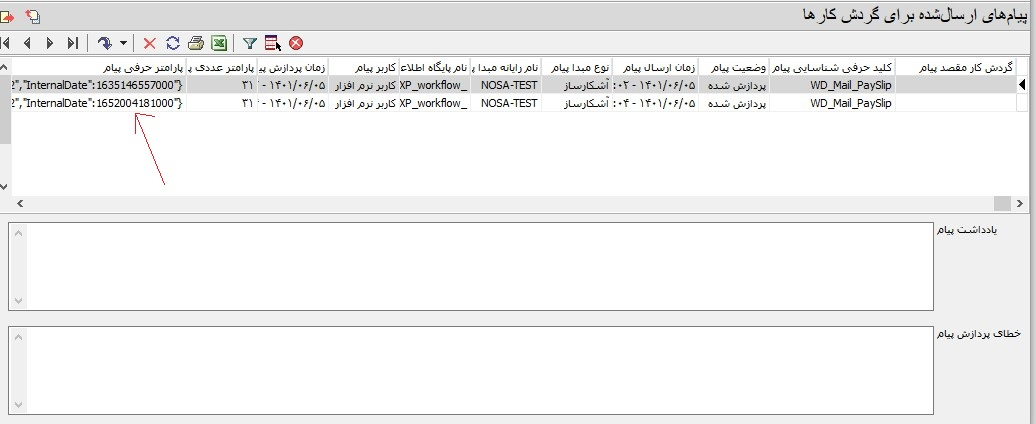 پیام‌های ارسال‌شده برای گردش کارها
گردش کار مقصد پیام کلید حرفی شناسایی پیام وضعیت پیام زمان ارسال پیام نوع مبدا پیام نام رایانه مبدا پ نام پایگاه اطلاع کاربر پیام زمان پردازش پی پارامتر عددی پ پارامتر حرفی پیام
WD_Mail_PaySlip پردازش شده ۱۴۰۱/۰۶/۰۵ - ۰۲: آشکارساز NOSA-TEST XP_workflow_ کاربر نرم افزار ۱۴۰۱/۰۶/۰۵ - ۳۱ 2","InternalDate":1635146557000"}
WD_Mail_PaySlip پردازش شده ۱۴۰۱/۰۶/۰۵ - ۰۴: آشکارساز NOSA-TEST XP_workflow_ کاربر نرم افزار ۱۴۰۱/۰۶/۰۵ - ۳۱ 2","InternalDate":1652004181000"}
یادداشت پیام
خطای پردازش پیام